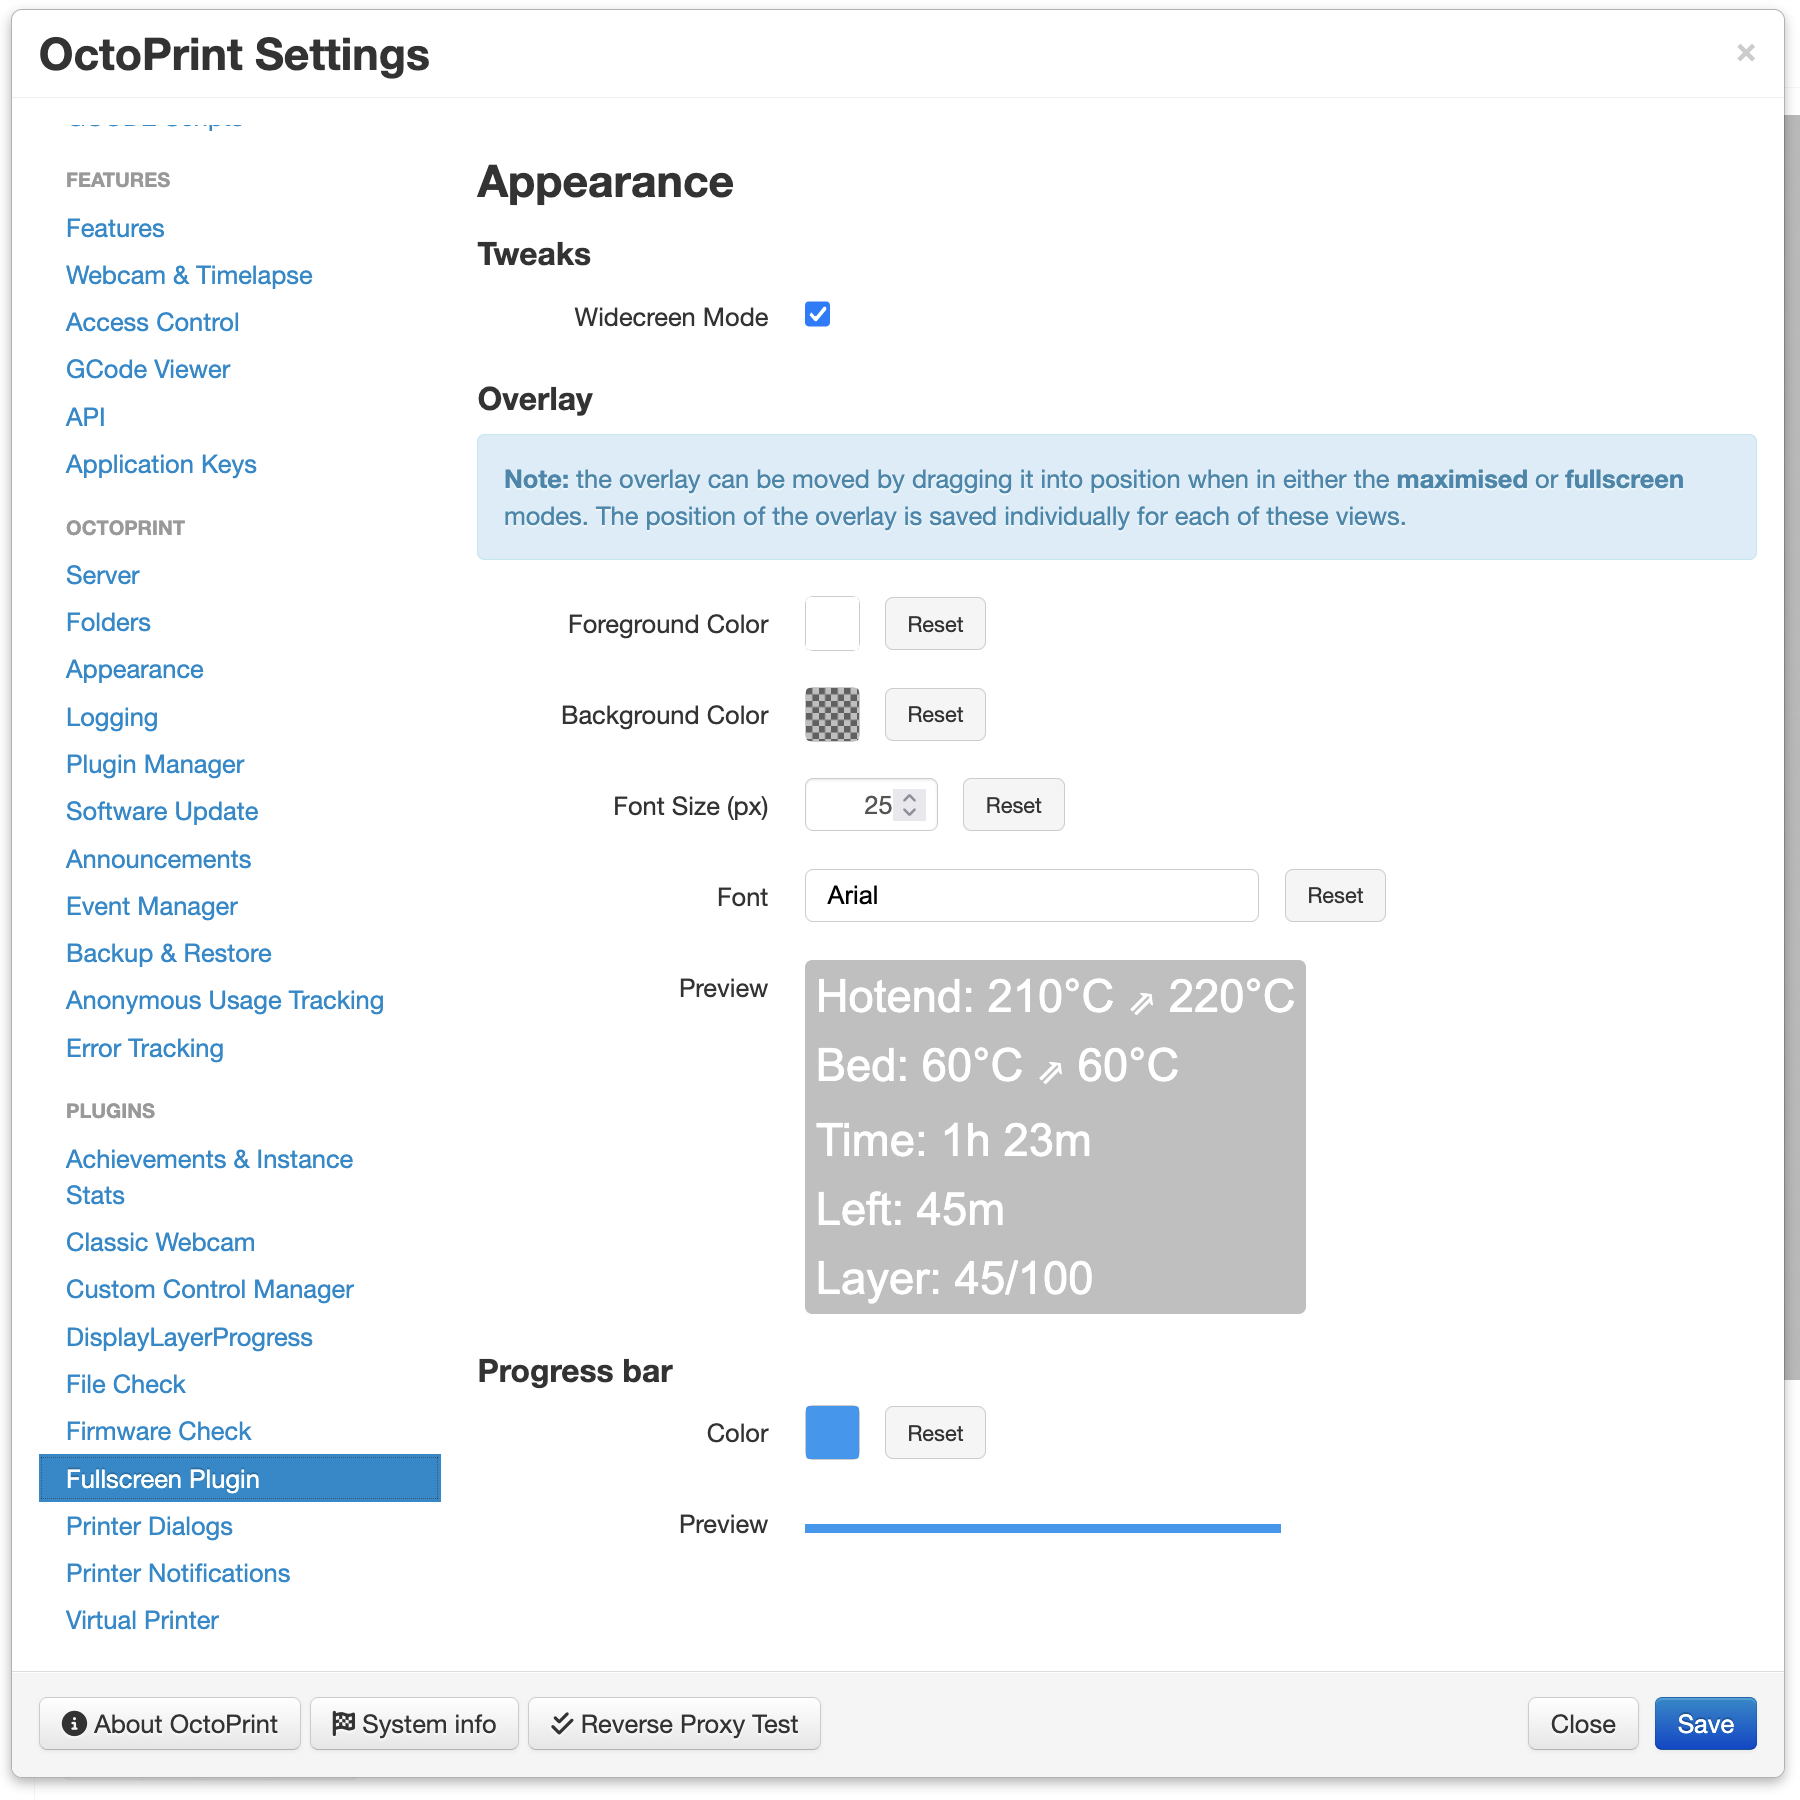 OctoPrint Settings
×
FEATURES
Features
Webcam & Timelapse
Access Control
GCode Viewer
API
Application Keys
OCTOPRINT
Server
Folders
Appearance
Logging
Plugin Manager
Software Update
Announcements
Event Manager
Backup & Restore
Anonymous Usage Tracking
Error Tracking
PLUGINS
Achievements & Instance
Stats
Classic Webcam
Custom Control Manager
DisplayLayerProgress
File Check
Firmware Check
Fullscreen Plugin
Printer Dialogs
Printer Notifications
Virtual Printer
Appearance
Tweaks
Widecreen Mode
Overlay
Note: the overlay can be moved by dragging it into position when in either the maximised or fullscreen
modes. The position of the overlay is saved individually for each of these views.
Foreground Color Reset
Background Color Reset
Font Size (px) 25 Reset
Font Arial Reset
Preview
Hotend: 210°C ⇗ 220°C
Bed: 60°C ⇗ 60°C
Time: 1h 23m
Left: 45m
Layer: 45/100
Progress bar
Color Reset
Preview
About OctoPrint System info Reverse Proxy Test Close Save